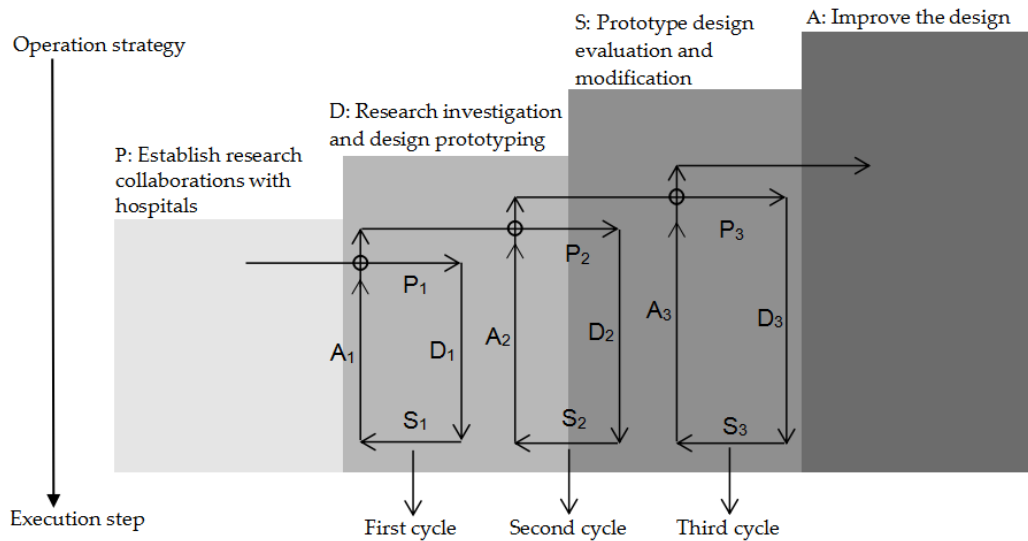 A: Improve the design
S: Prototype design
evaluation and
modification
Operation strategy
D: Research investigation
and design prototyping
P: Establish research
collaborations with
hospitals
P1
P2
P3
A1
D1
A2
D2
A3
D3
S1
S2
S3
Execution step
First cycle
Second cycle
Third cycle